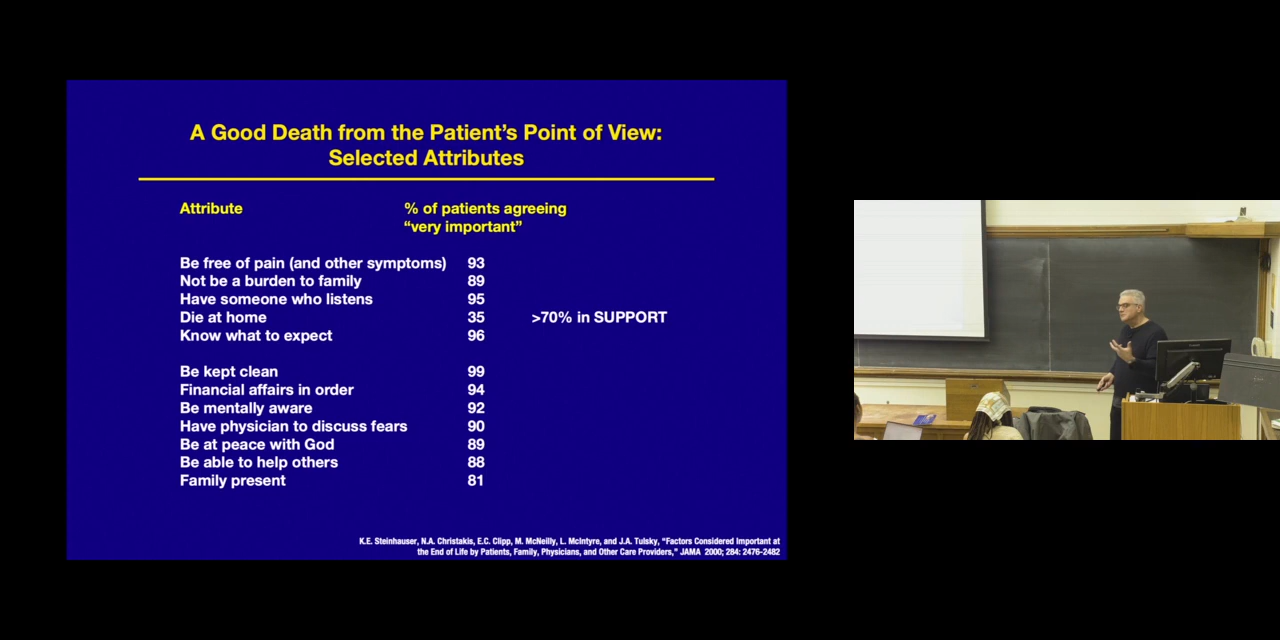 A Good Death from the Patient's Point of View:
Selected Attributes
Attribute % of patients agreeing
"very important"
Be free of pain (and other symptoms) 93
Not be a burden to family 89
Have someone who listens 95
Die at home 35 >70% in SUPPORT
Know what to expect 96
Be kept clean 99
Financial affairs in order 94
Be mentally aware 92
Have physician to discuss fears 90
Be at peace with God 89
Be able to help others 88
Family present 81
K.E. Steinhauser, N.A. Christakis, E.C. Clipp, M. McNeilly, L. McIntyre, and J.A. Tulsky, "Factors Considered Important at
the End of Life by Patients, Family, Physicians, and Other Care Providers," JAMA 2000; 284: 2476-2482